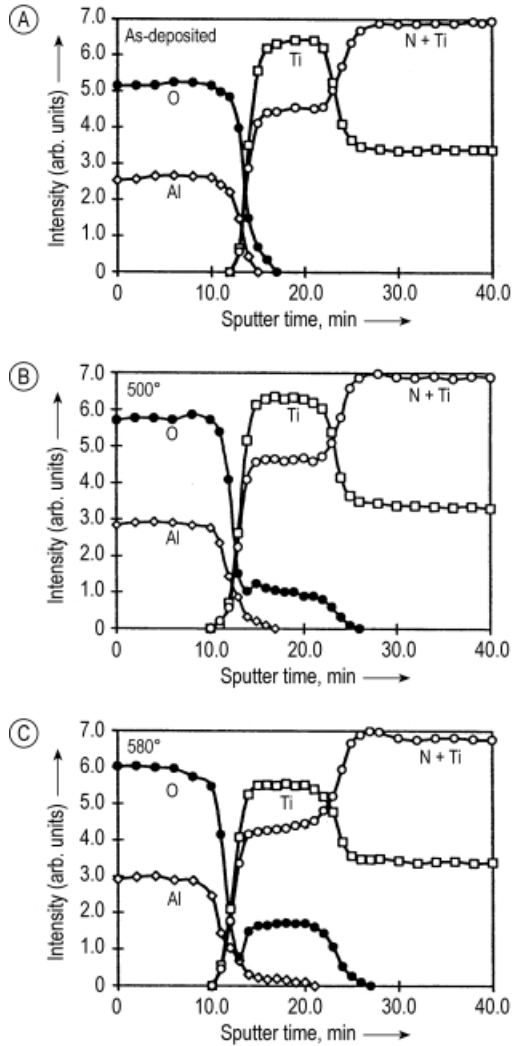 A
As-deposited
Intensity (arb. units)
7.0
6.0
5.0
4.0
3.0
2.0
1.0
0
O
Al
Ti
N + Ti
0
10.0
20.0
30.0
40.0
Sputter time, min
B
500°
Intensity (arb. units)
7.0
6.0
5.0
4.0
3.0
2.0
1.0
0
O
Al
Ti
N + Ti
0
10.0
20.0
30.0
40.0
Sputter time, min
C
580°
Intensity (arb. units)
7.0
6.0
5.0
4.0
3.0
2.0
1.0
0
O
Al
Ti
N + Ti
0
10.0
20.0
30.0
40.0
Sputter time, min